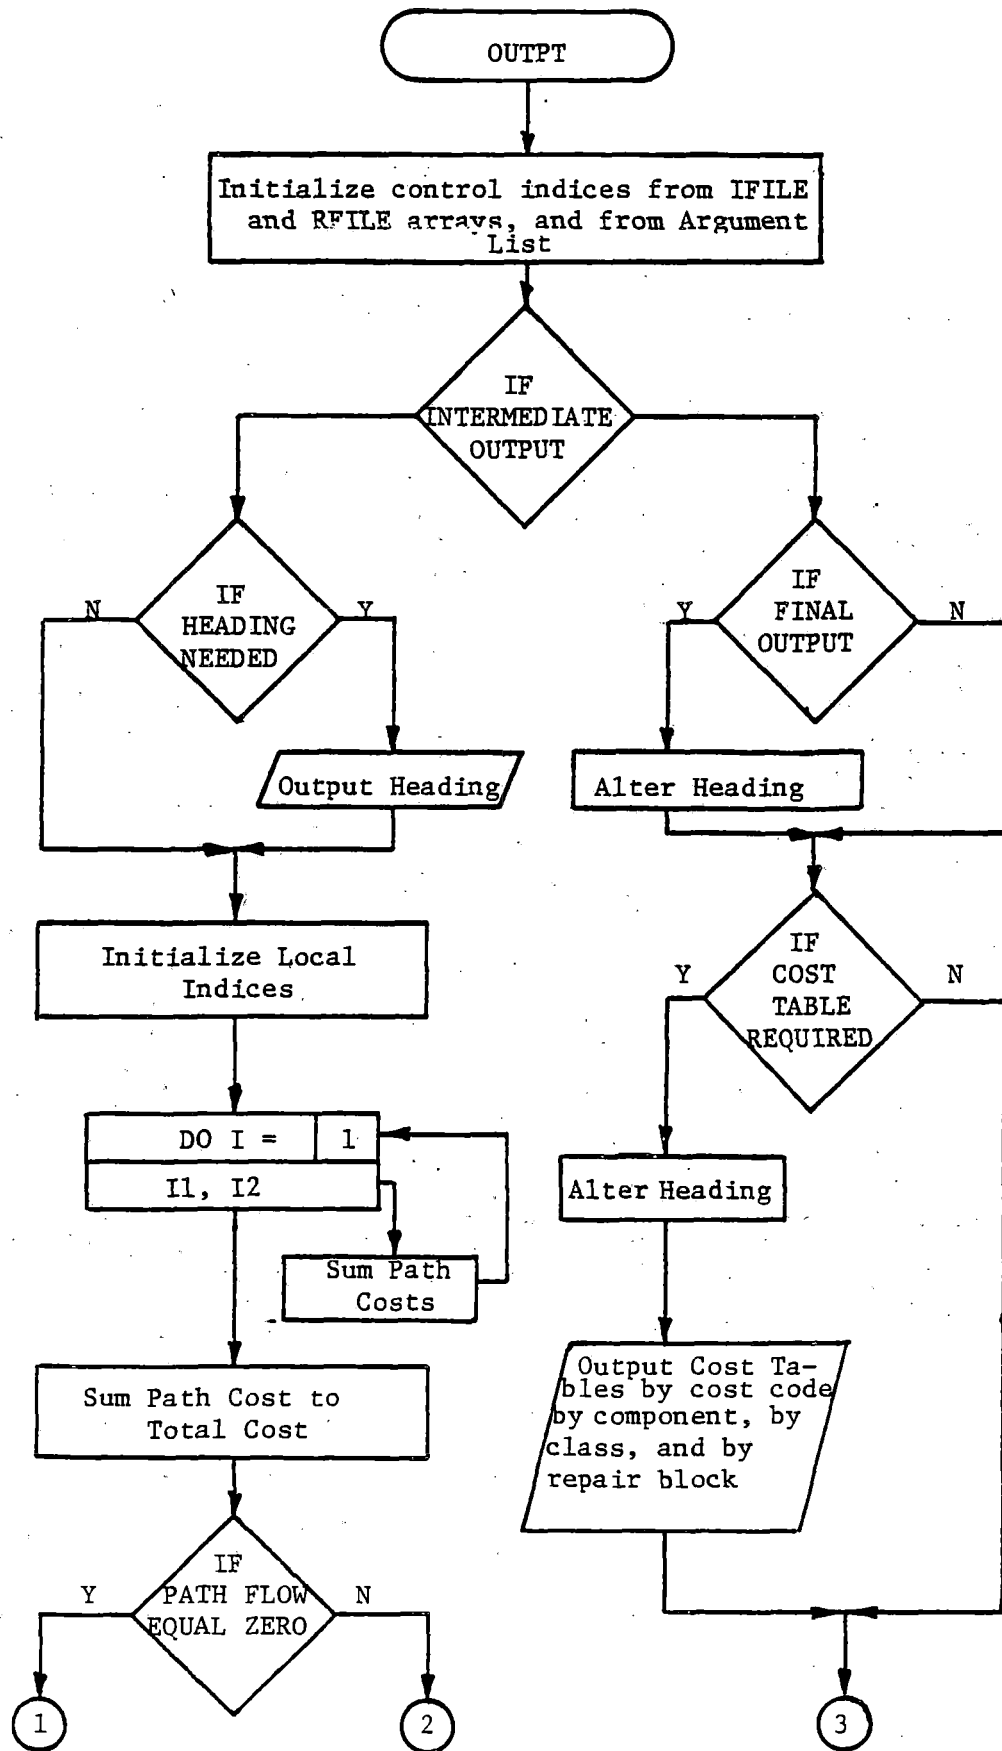 OUTPT
Initialize control indices from IFILE
and RFILE arrays, and from Argument
List
IF
INTERMEDIATE
OUTPUT
N
IF
HEADING
NEEDED
Y
Y
IF
FINAL
OUTPUT
N
Output Heading
Alter Heading
Initialize Local
Indices
Y
IF
COST
TABLE
REQUIRED
N
DO I =
1
I1, I2
Sum Path
Costs
Alter Heading
Sum Path Cost to
Total Cost
Output Cost Ta-
bles by cost code
by component, by
class, and by
repair block
Y
IF
PATH FLOW
EQUAL ZERO
N
1
2
3